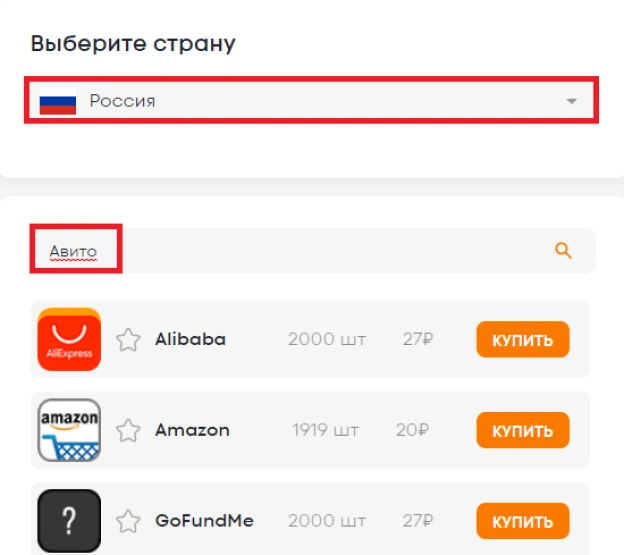 Выберите страну
Россия
Авито
AliExpress
Alibaba 2000 шт 27₽ КУПИТЬ
amazon
Amazon 1919 шт 20₽ КУПИТЬ
?
GoFundMe 2000 шт 27₽ КУПИТЬ